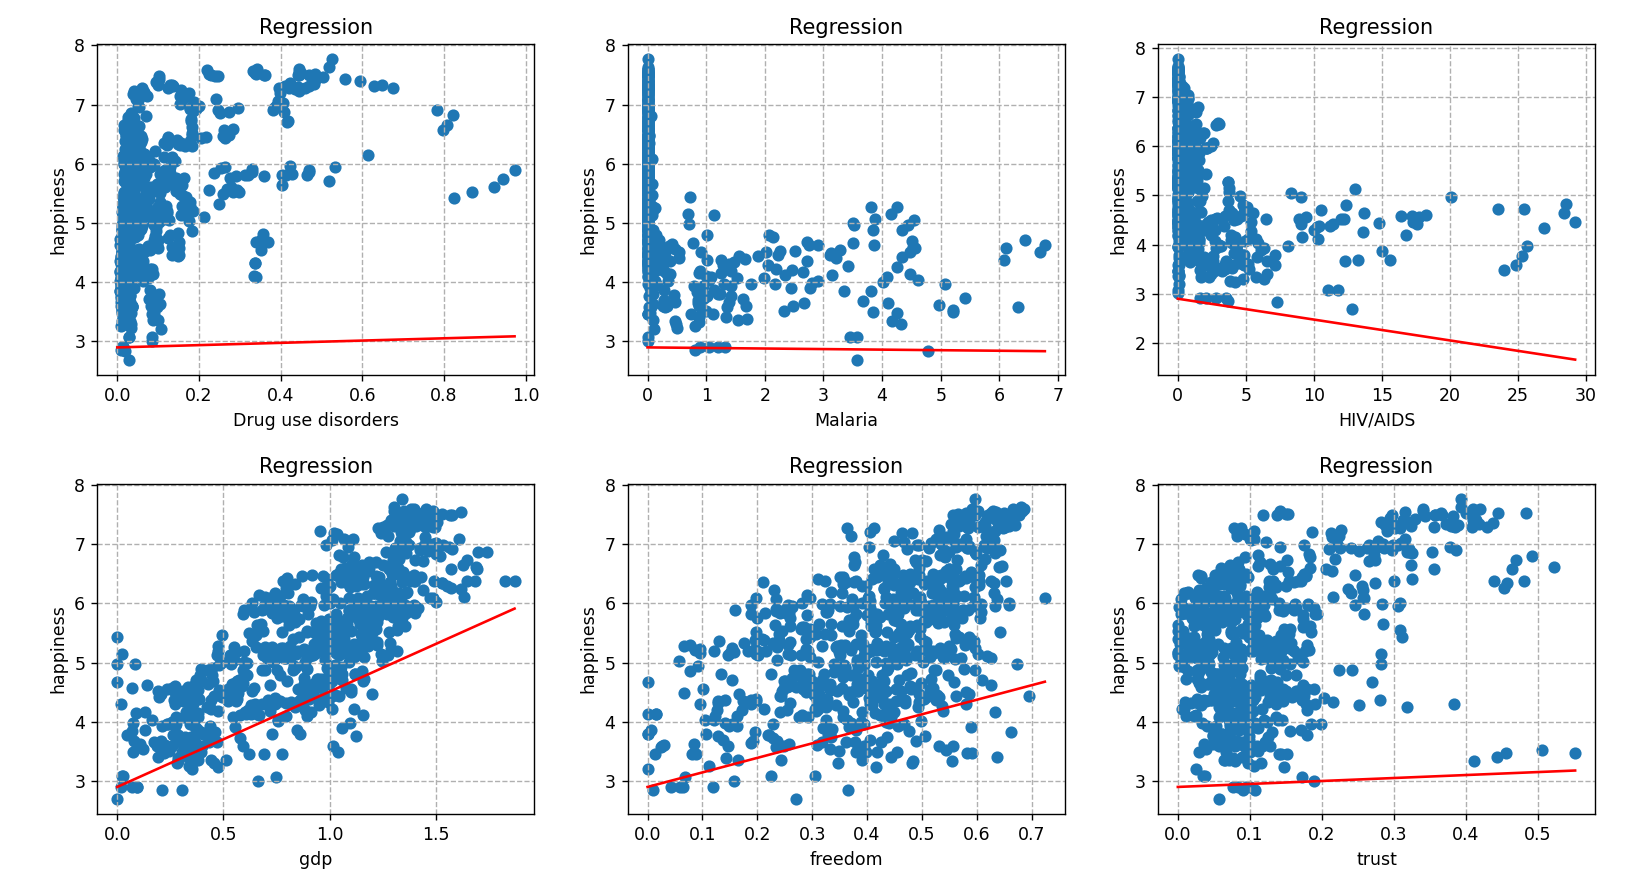 Regression Regression Regression
8 8 8
7 7 7
6 6 6
5 5 5
4 4 4
3 3 3
2
happiness happiness happiness
0.0 0.2 0.4 0.6 0.8 1.0 0 1 2 3 4 5 6 7 0 5 10 15 20 25 30
Drug use disorders Malaria HIV/AIDS
Regression Regression Regression
8 8 8
7 7 7
6 6 6
5 5 5
4 4 4
3 3 3
happiness happiness happiness
0.0 0.5 1.0 1.5 0.0 0.1 0.2 0.3 0.4 0.5 0.6 0.7 0.0 0.1 0.2 0.3 0.4 0.5
gdp freedom trust